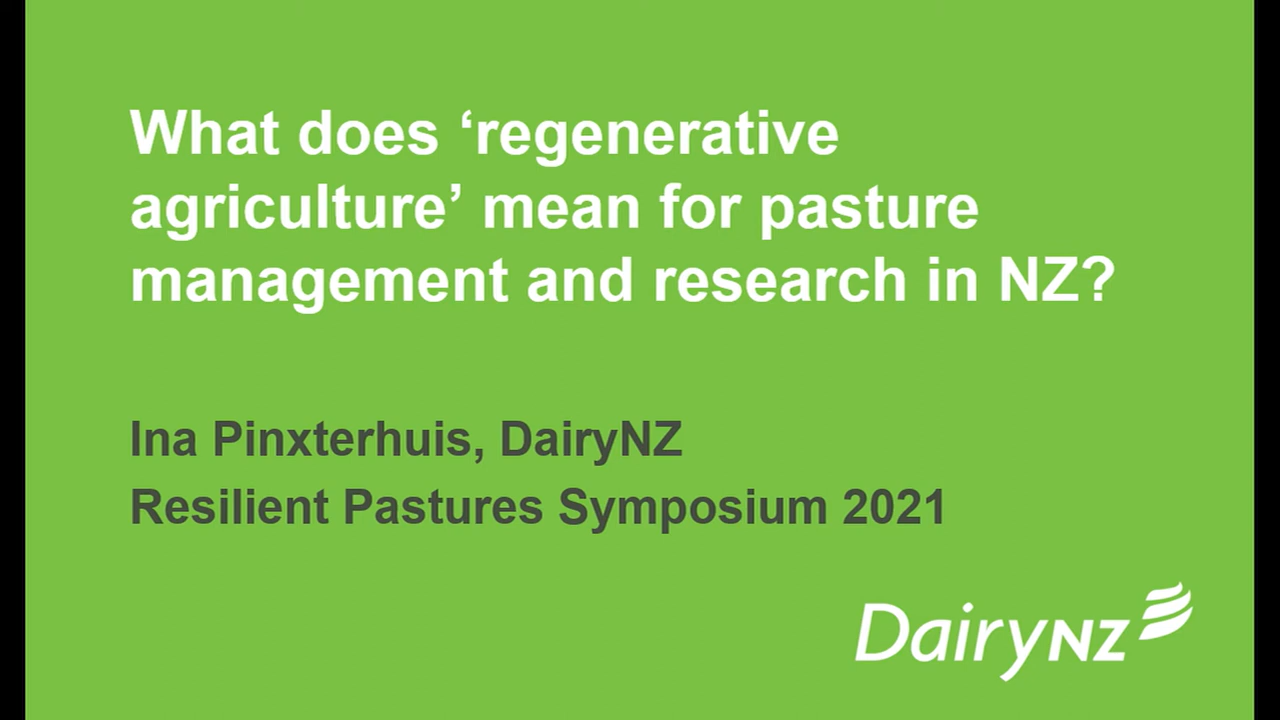 What does ‘regenerative
agriculture’ mean for pasture
management and research in NZ?
Ina Pinxterhuis, DairyNZ
Resilient Pastures Symposium 2021
DairyNZ